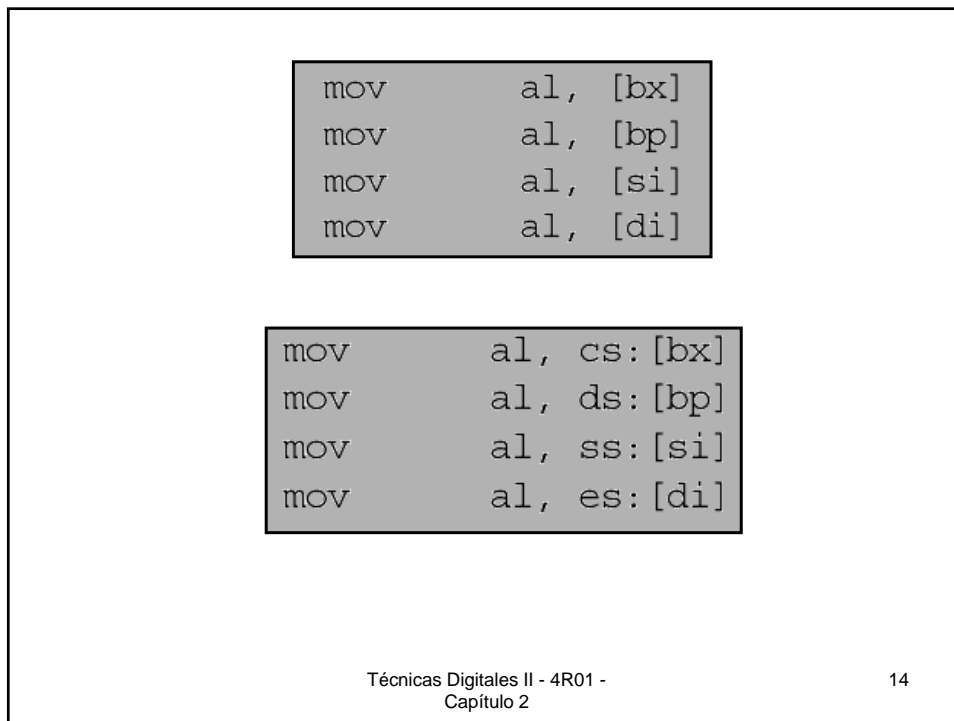 mov al, [bx]
mov al, [bp]
mov al, [si]
mov al, [di]
mov al, cs:[bx]
mov al, ds:[bp]
mov al, ss:[si]
mov al, es:[di]
Técnicas Digitales II - 4R01 -
Capítulo 2
14